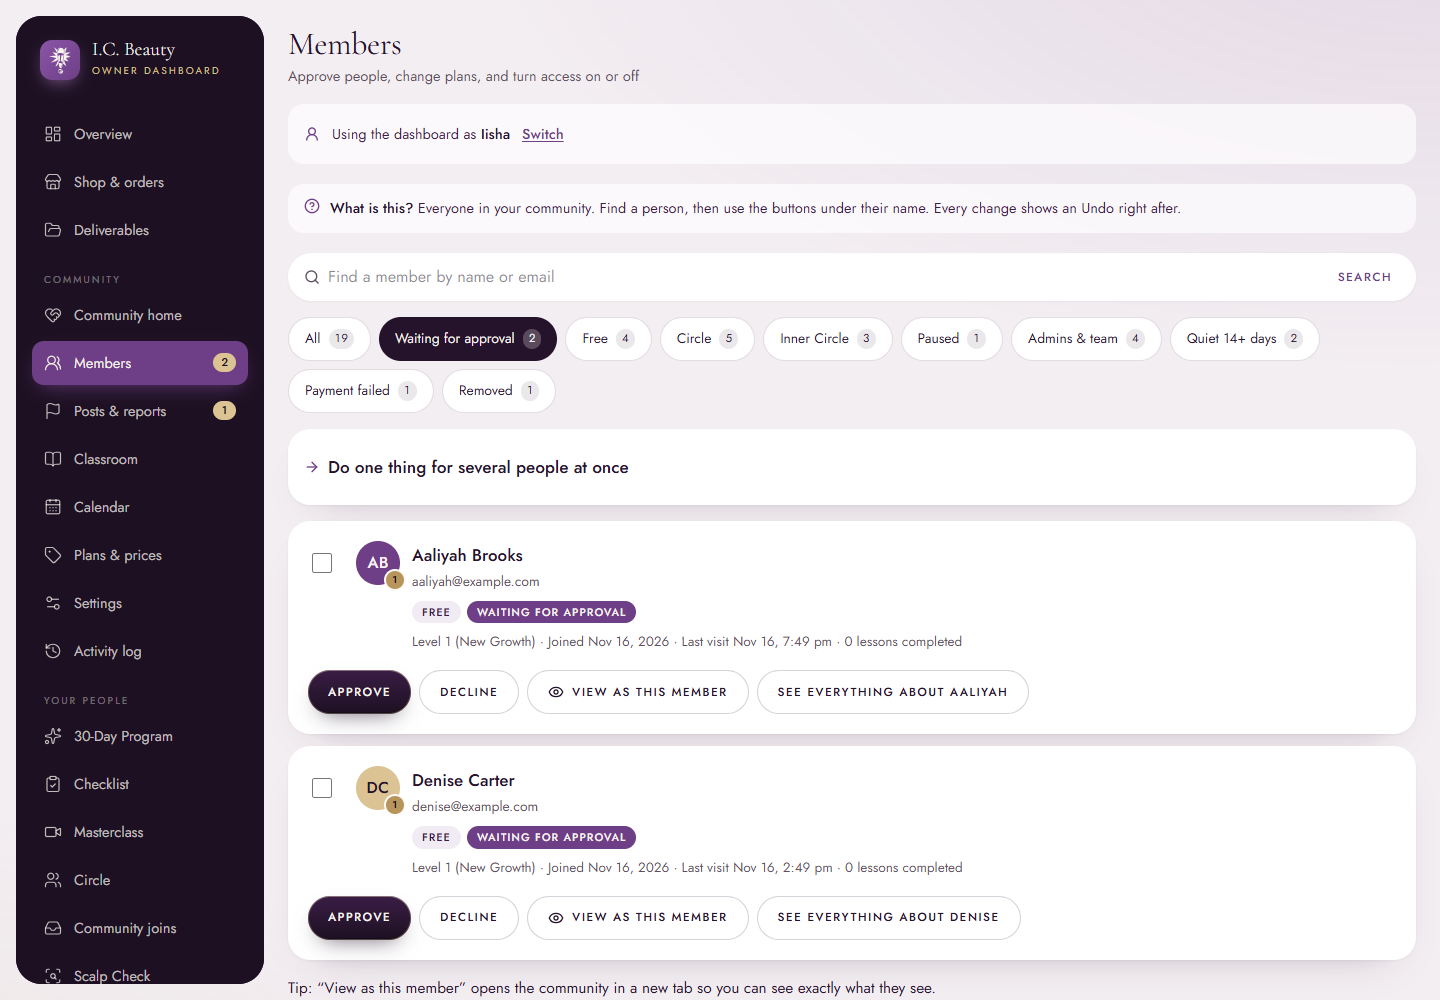 I.C. Beauty
OWNER DASHBOARD
Overview
Shop & orders
Deliverables
COMMUNITY
Community home
Members 2
Posts & reports 1
Classroom
Calendar
Plans & prices
Settings
Activity log
YOUR PEOPLE
30-Day Program
Checklist
Masterclass
Circle
Community joins
Scalp Check
Members
Approve people, change plans, and turn access on or off
Using the dashboard as Iisha Switch
What is this? Everyone in your community. Find a person, then use the buttons under their name. Every change shows an Undo right after.
Find a member by name or email SEARCH
All 19 Waiting for approval 2 Free 4 Circle 5 Inner Circle 3 Paused 1 Admins & team 4 Quiet 14+ days 2
Payment failed 1 Removed 1
Do one thing for several people at once
AB 1 Aaliyah Brooks
aaliyah@example.com
FREE WAITING FOR APPROVAL
Level 1 (New Growth) · Joined Nov 16, 2026 · Last visit Nov 16, 7:49 pm · 0 lessons completed
APPROVE DECLINE VIEW AS THIS MEMBER SEE EVERYTHING ABOUT AALIYAH
DC 1 Denise Carter
denise@example.com
FREE WAITING FOR APPROVAL
Level 1 (New Growth) · Joined Nov 16, 2026 · Last visit Nov 16, 2:49 pm · 0 lessons completed
APPROVE DECLINE VIEW AS THIS MEMBER SEE EVERYTHING ABOUT DENISE
Tip: “View as this member” opens the community in a new tab so you can see exactly what they see.